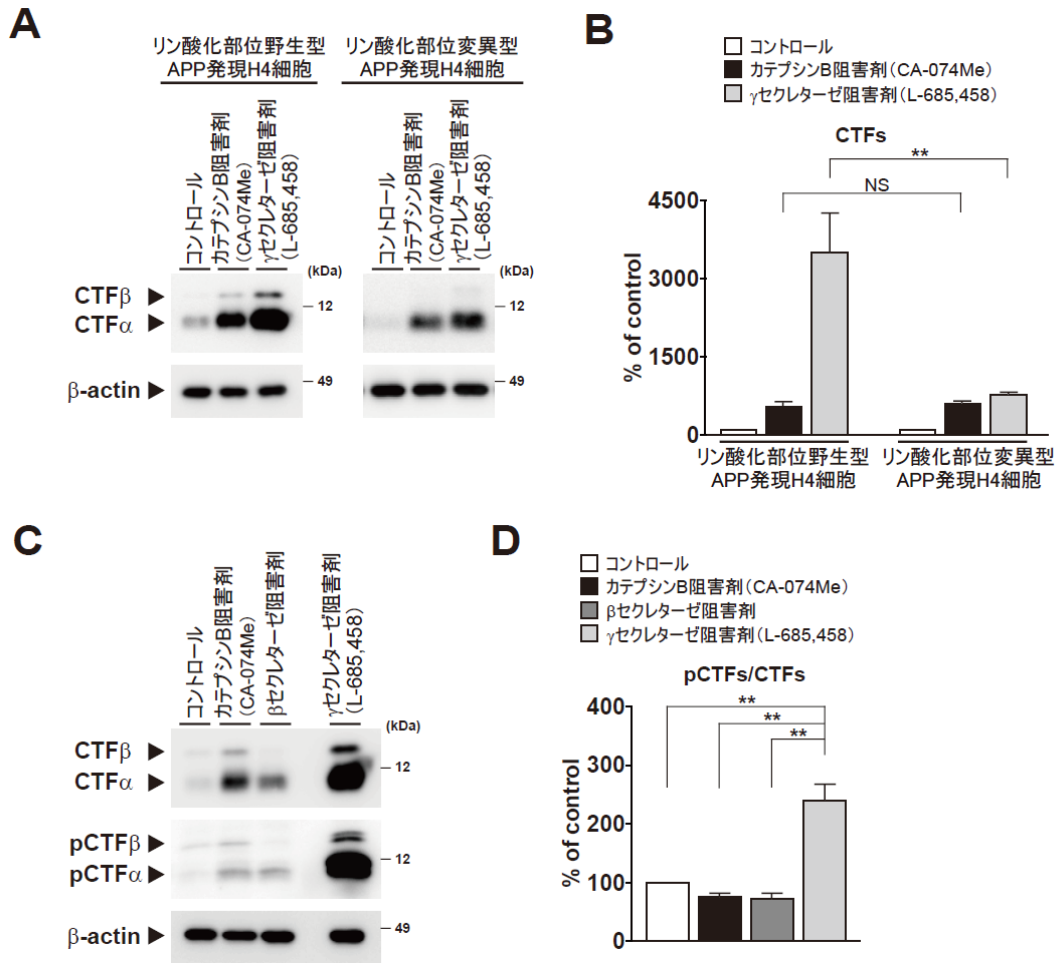 A
リン酸化部位野生型
APP発現H4細胞
リン酸化部位変異型
APP発現H4細胞
コントロール
カテプシンB阻害剤
(CA-074Me)
γセクレターゼ阻害剤
(L-685,458)
コントロール
カテプシンB阻害剤
(CA-074Me)
γセクレターゼ阻害剤
(L-685,458)
(kDa)
(kDa)
CTFβ
CTFα
12
12
β-actin
49
49
B
コントロール
カテプシンB阻害剤(CA-074Me)
γセクレターゼ阻害剤(L-685,458)
CTFs
**
NS
% of control
4500
3000
1500
0
リン酸化部位野生型
APP発現H4細胞
リン酸化部位変異型
APP発現H4細胞
C
コントロール
カテプシンB阻害剤
(CA-074Me)
βセクレターゼ阻害剤
γセクレターゼ阻害剤
(L-685,458)
(kDa)
CTFβ
CTFα
12
pCTFβ
pCTFα
12
β-actin
49
D
コントロール
カテプシンB阻害剤(CA-074Me)
βセクレターゼ阻害剤
γセクレターゼ阻害剤(L-685,458)
pCTFs/CTFs
**
**
**
% of control
400
300
200
100
0